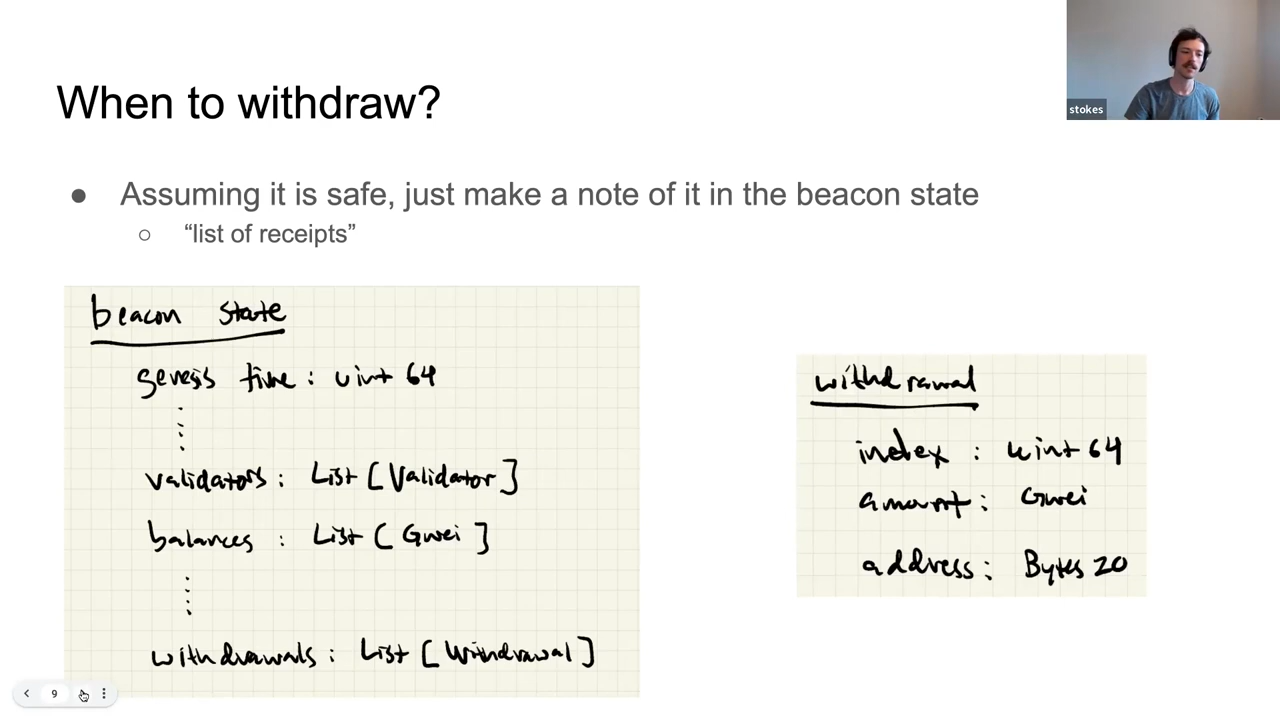 When to withdraw?
stokes
● Assuming it is safe, just make a note of it in the beacon state
○ “list of receipts”
beacon state
genesis time : uint 64
validators : List [Validator]
balances : List [Gwei]
withdrawals : List [Withdrawal]
withdrawal
index : uint 64
amount : Gwei
address : Bytes 20
9